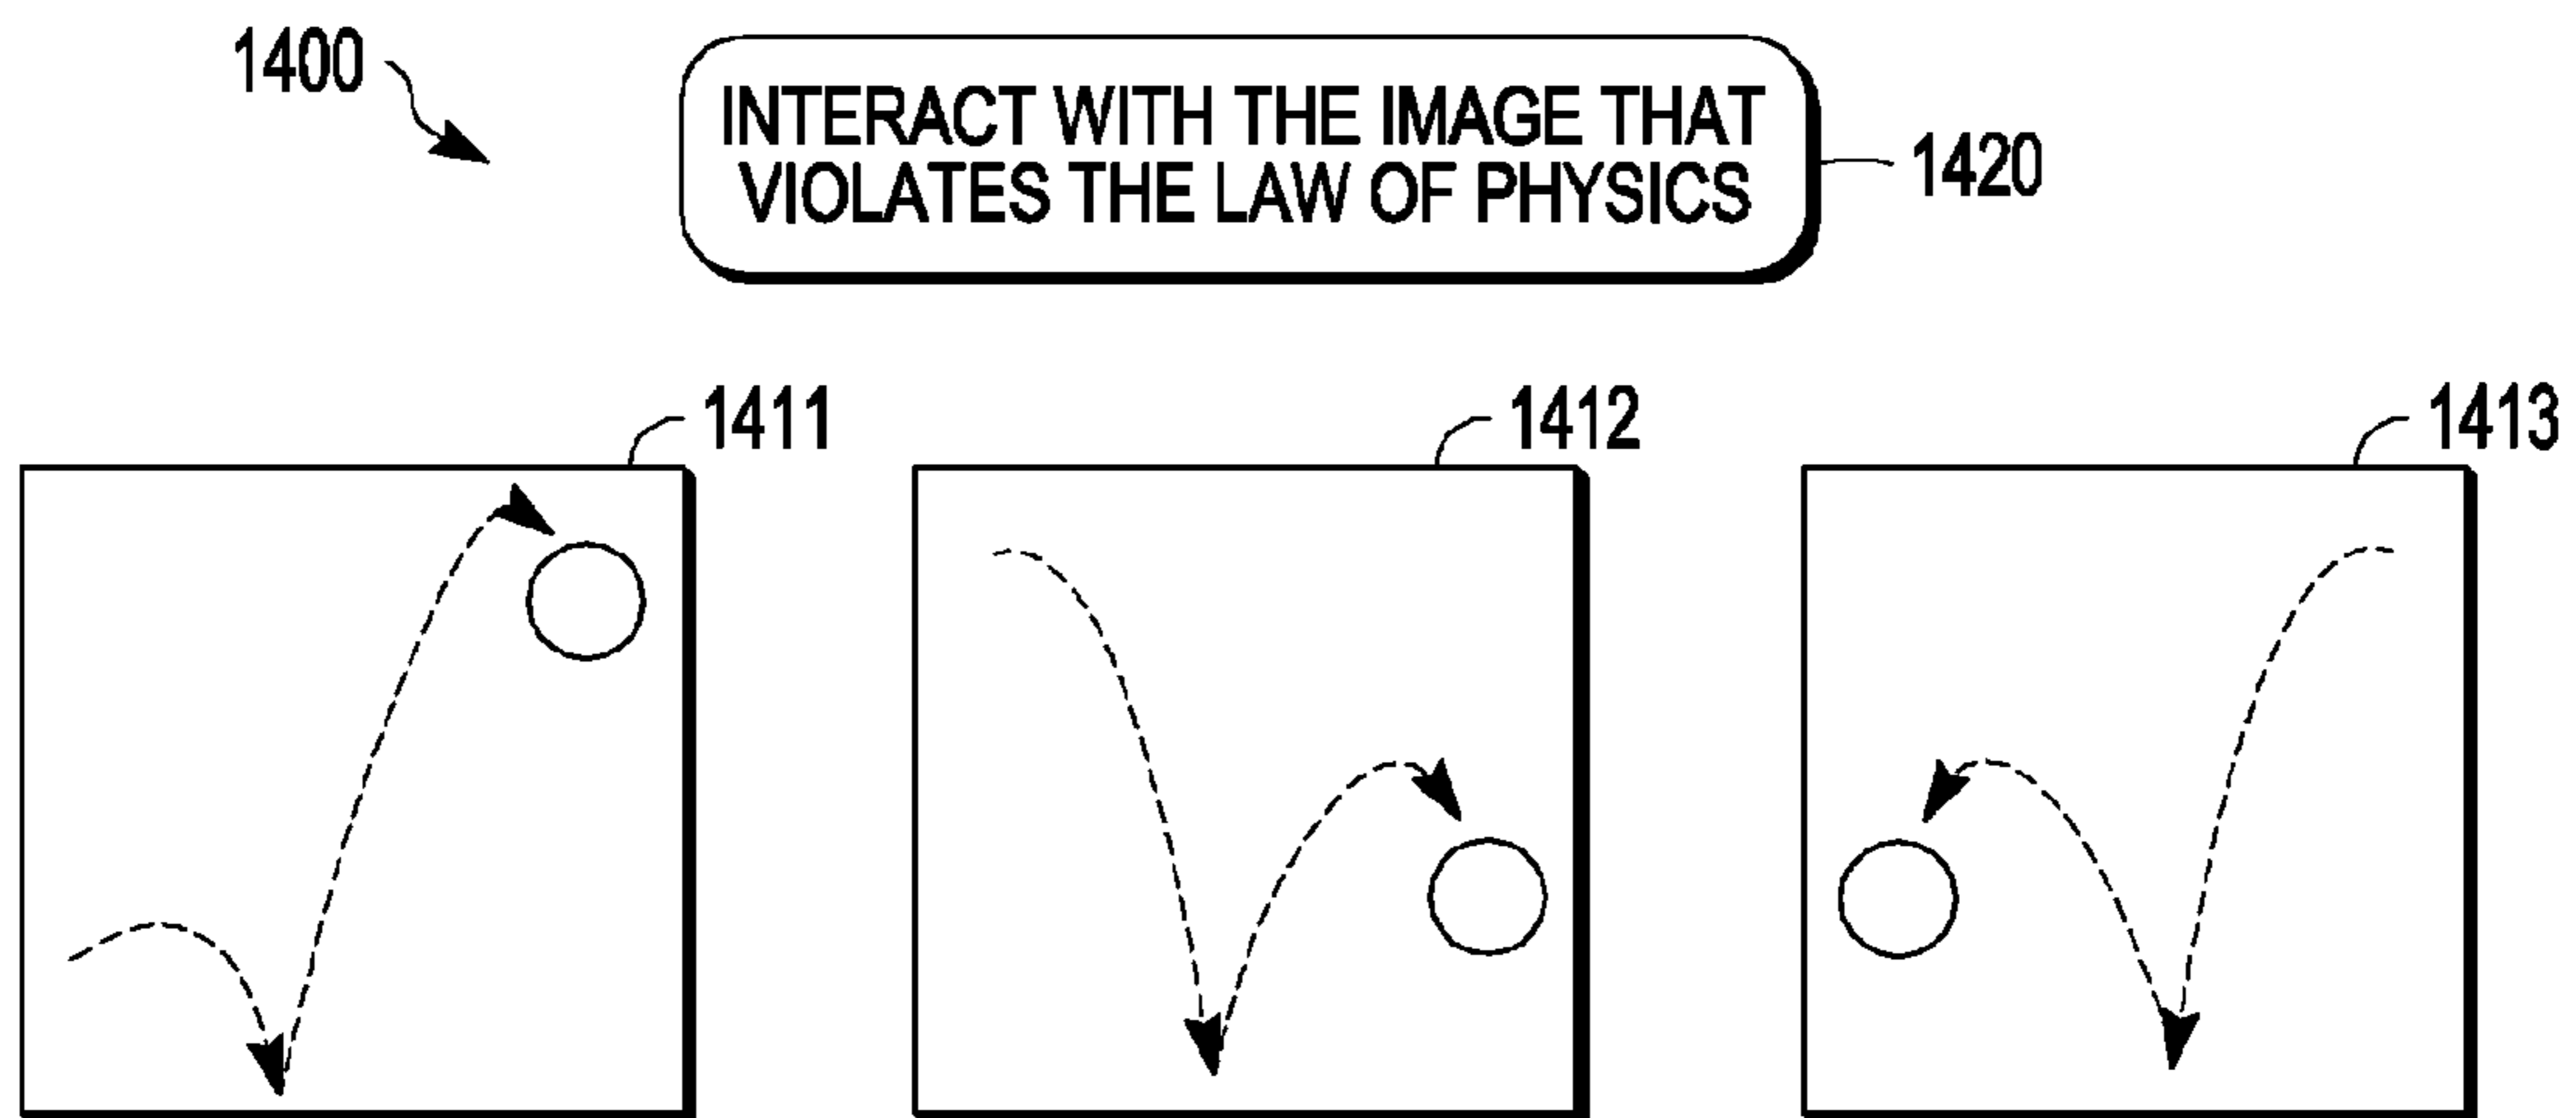 1400
INTERACT WITH THE IMAGE THAT
VIOLATES THE LAW OF PHYSICS
1420
1411
1412
1413